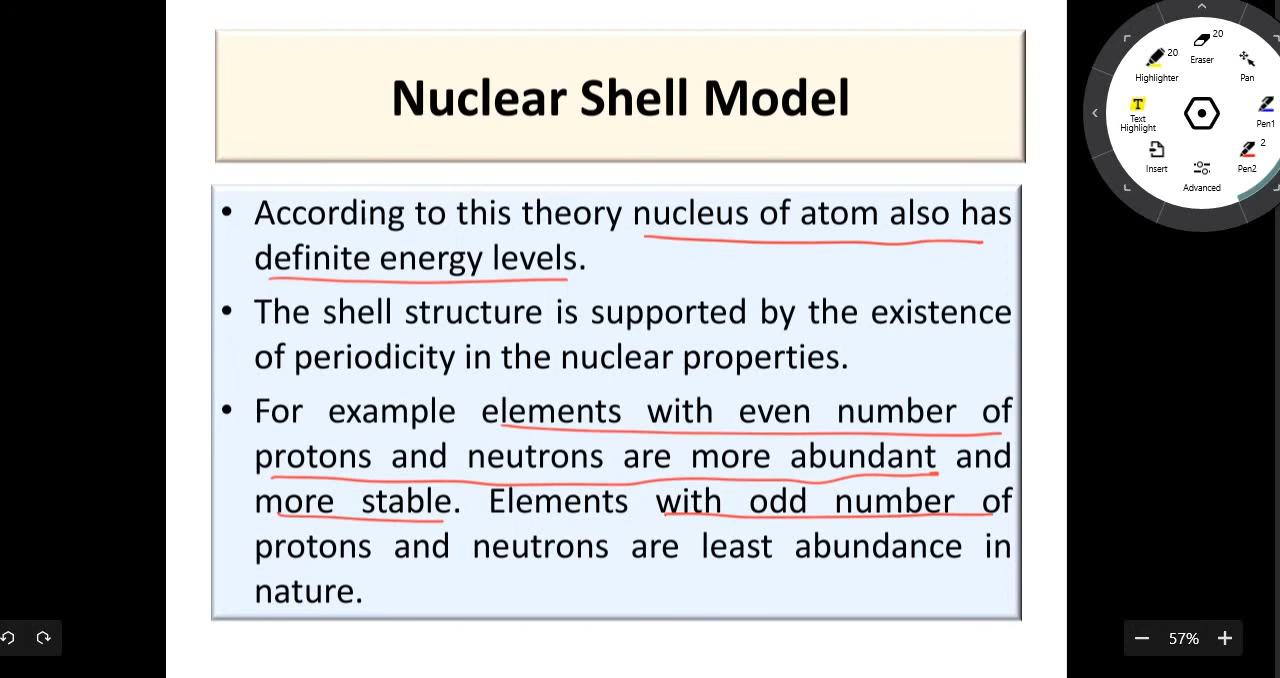 Nuclear Shell Model
• According to this theory nucleus of atom also has
definite energy levels.
• The shell structure is supported by the existence
of periodicity in the nuclear properties.
• For example elements with even number of
protons and neutrons are more abundant and
more stable. Elements with odd number of
protons and neutrons are least abundance in
nature.
20
Eraser
20
Highlighter
Pan
T
Text
Highlight
Pen1
Insert
2
Pen2
Advanced
57%